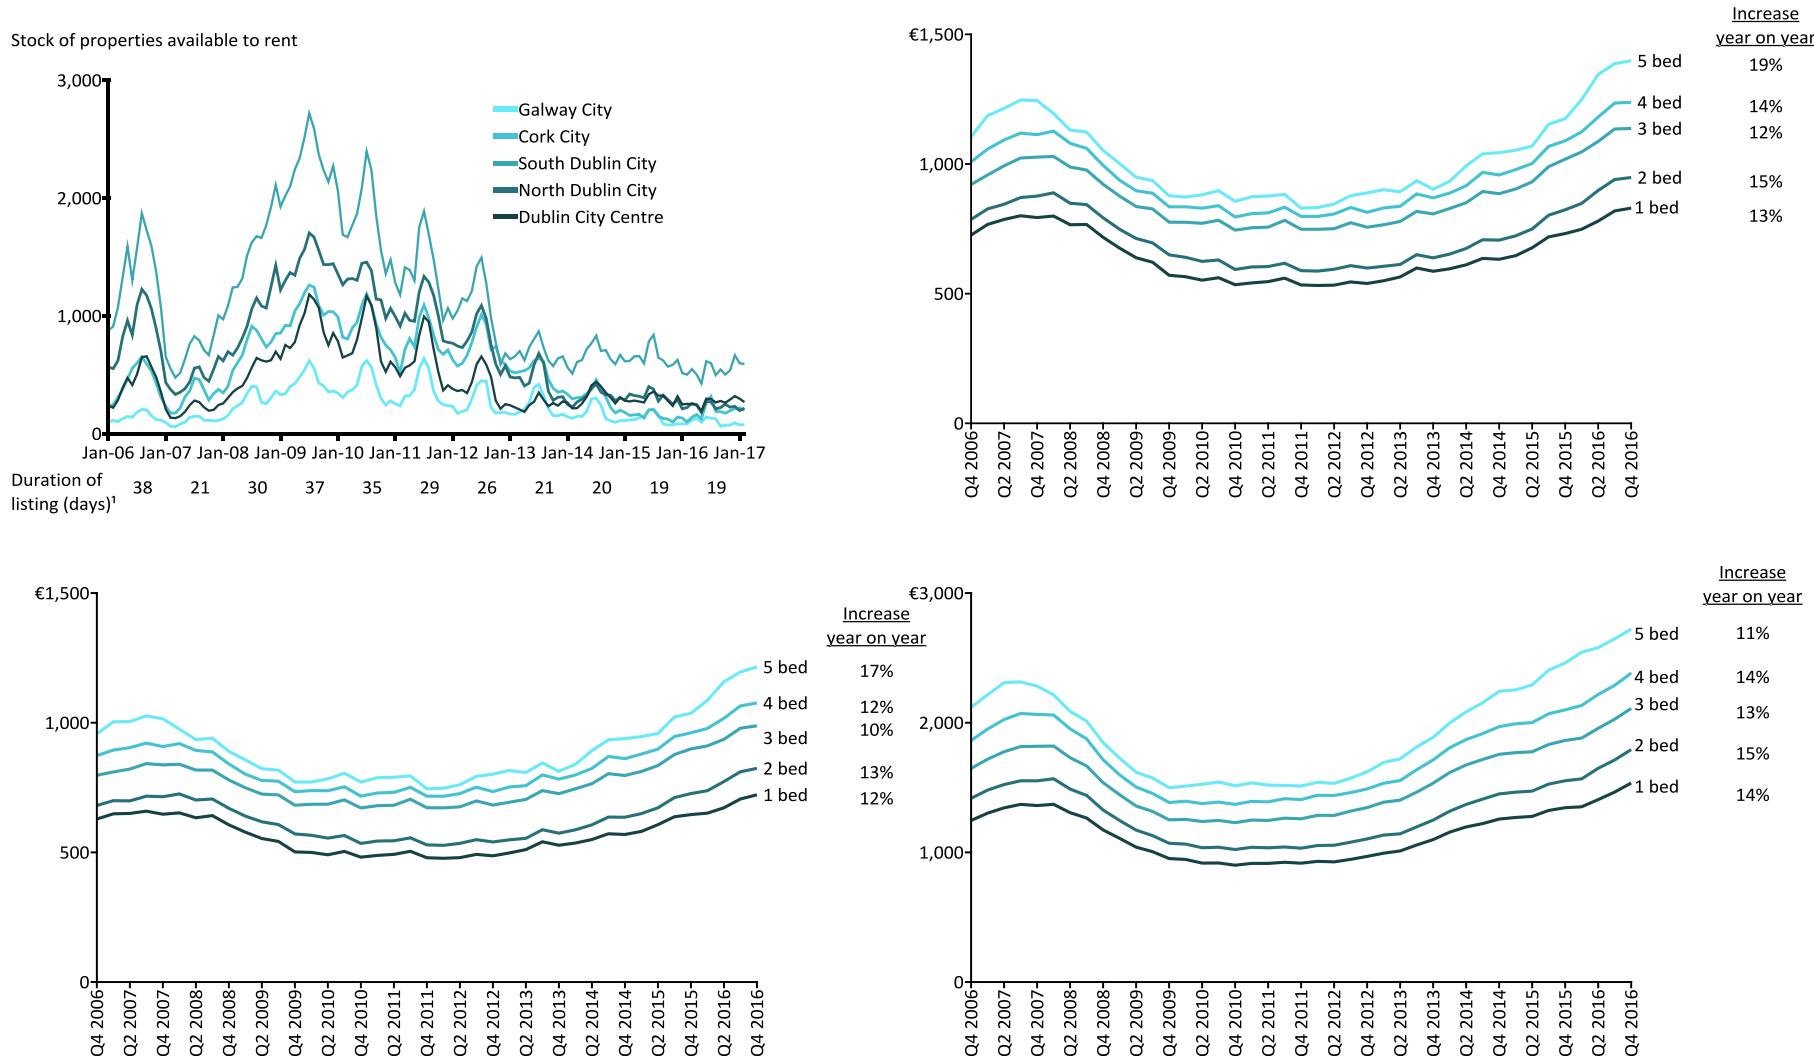 Stock of properties available to rent
3,000
2,000
1,000
0
Galway City
Cork City
South Dublin City
North Dublin City
Dublin City Centre
Jan-06 Jan-07 Jan-08 Jan-09 Jan-10 Jan-11 Jan-12 Jan-13 Jan-14 Jan-15 Jan-16 Jan-17
Duration of
listing (days)¹
38 21 30 37 35 29 26 21 20 19 19
Increase
year on year
€1,500
1,000
500
0
5 bed 19%
4 bed 14%
3 bed 12%
2 bed 15%
1 bed 13%
Q4 2006
Q2 2007
Q4 2007
Q2 2008
Q4 2008
Q2 2009
Q4 2009
Q2 2010
Q4 2010
Q2 2011
Q4 2011
Q2 2012
Q4 2012
Q2 2013
Q4 2013
Q2 2014
Q4 2014
Q2 2015
Q4 2015
Q2 2016
Q4 2016
€1,500
1,000
500
0
Increase
year on year
5 bed 17%
4 bed 12%
3 bed 10%
2 bed 13%
1 bed 12%
Q4 2006
Q2 2007
Q4 2007
Q2 2008
Q4 2008
Q2 2009
Q4 2009
Q2 2010
Q4 2010
Q2 2011
Q4 2011
Q2 2012
Q4 2012
Q2 2013
Q4 2013
Q2 2014
Q4 2014
Q2 2015
Q4 2015
Q2 2016
Q4 2016
Increase
year on year
€3,000
2,000
1,000
0
5 bed 11%
4 bed 14%
3 bed 13%
2 bed 15%
1 bed 14%
Q4 2006
Q2 2007
Q4 2007
Q2 2008
Q4 2008
Q2 2009
Q4 2009
Q2 2010
Q4 2010
Q2 2011
Q4 2011
Q2 2012
Q4 2012
Q2 2013
Q4 2013
Q2 2014
Q4 2014
Q2 2015
Q4 2015
Q2 2016
Q4 2016